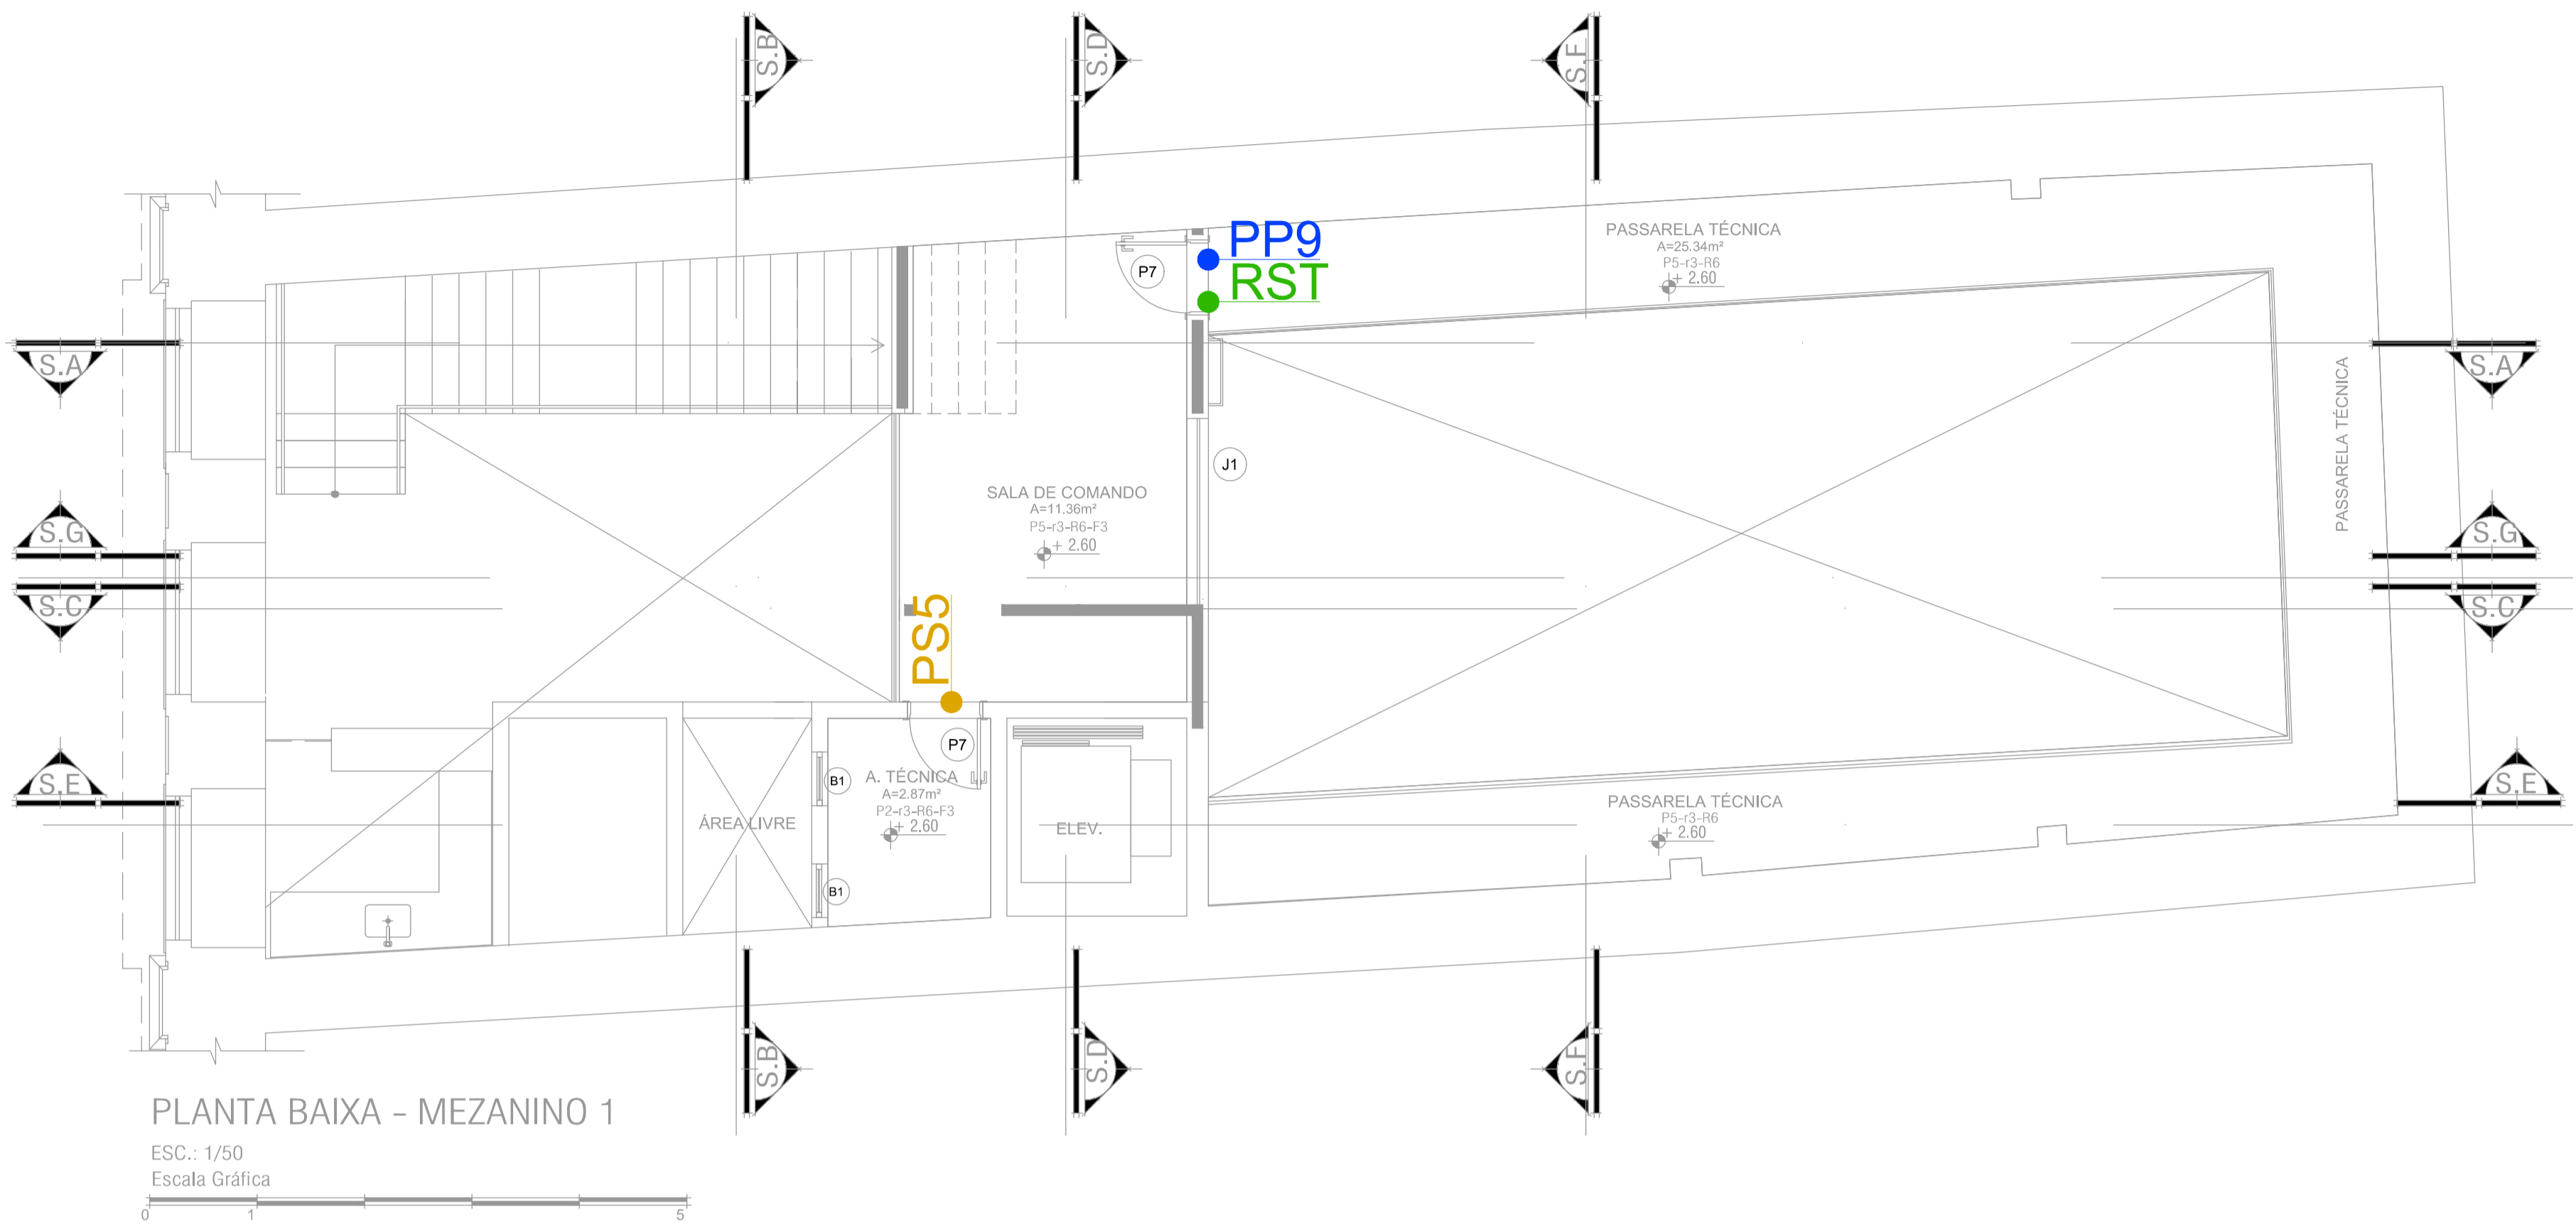 S.B
S.D
S.F
PP9
RST
P7
PASSARELA TÉCNICA
A=25.34m²
P5-r3-R6
+ 2.60
S.A
S.A
PASSARELA TÉCNICA
J1
SALA DE COMANDO
A=11.36m²
P5-r3-R6-F3
+ 2.60
S.G
S.G
S.C
S.C
PS5
P7
S.E
S.E
B1
A. TÉCNICA
A=2.87m²
P2-r3-R6-F3
+ 2.60
ÁREA LIVRE
ELEV.
PASSARELA TÉCNICA
P5-r3-R6
+ 2.60
B1
S.B
S.D
S.F
PLANTA BAIXA - MEZANINO 1
ESC.: 1/50
Escala Gráfica
0 1 5